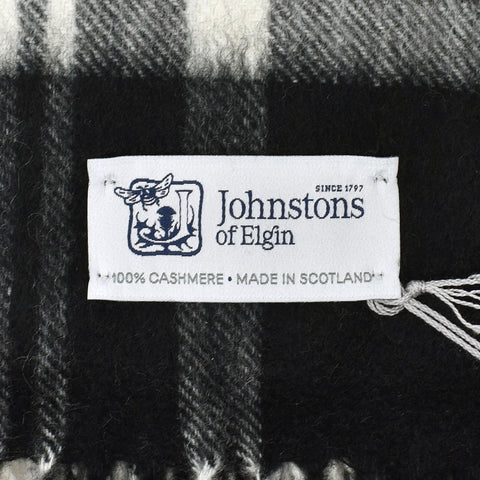 SINCE 1797
Johnstons
of Elgin
100% CASHMERE • MADE IN SCOTLAND